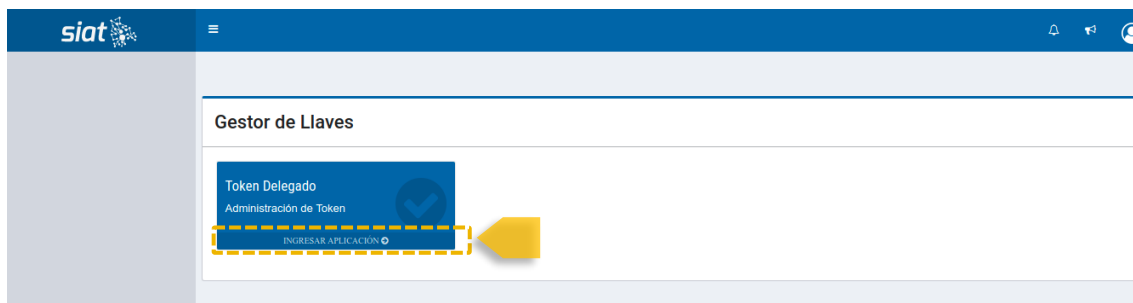 siat
Gestor de Llaves
Token Delegado
Administración de Token
INGRESAR APLICACIÓN